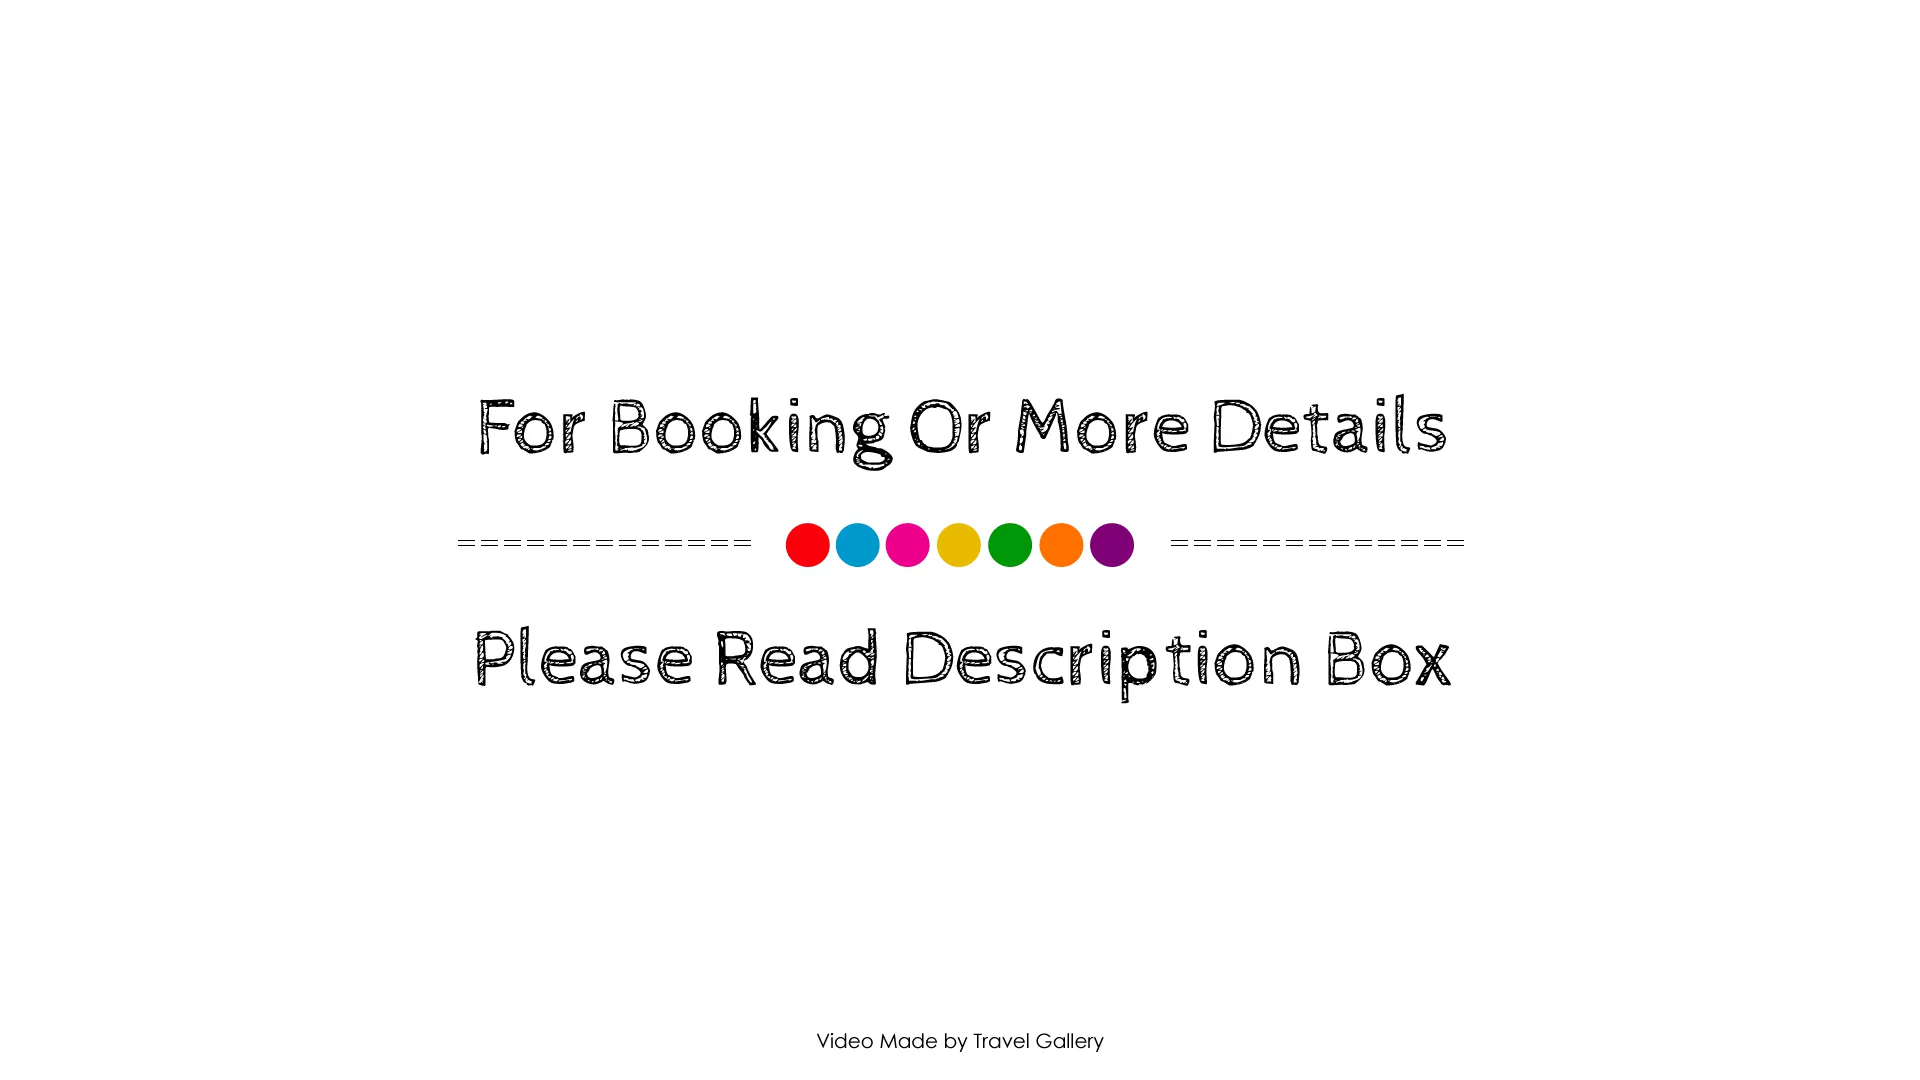 For Booking Or More Details
============= =============
Please Read Description Box
Video Made by Travel Gallery